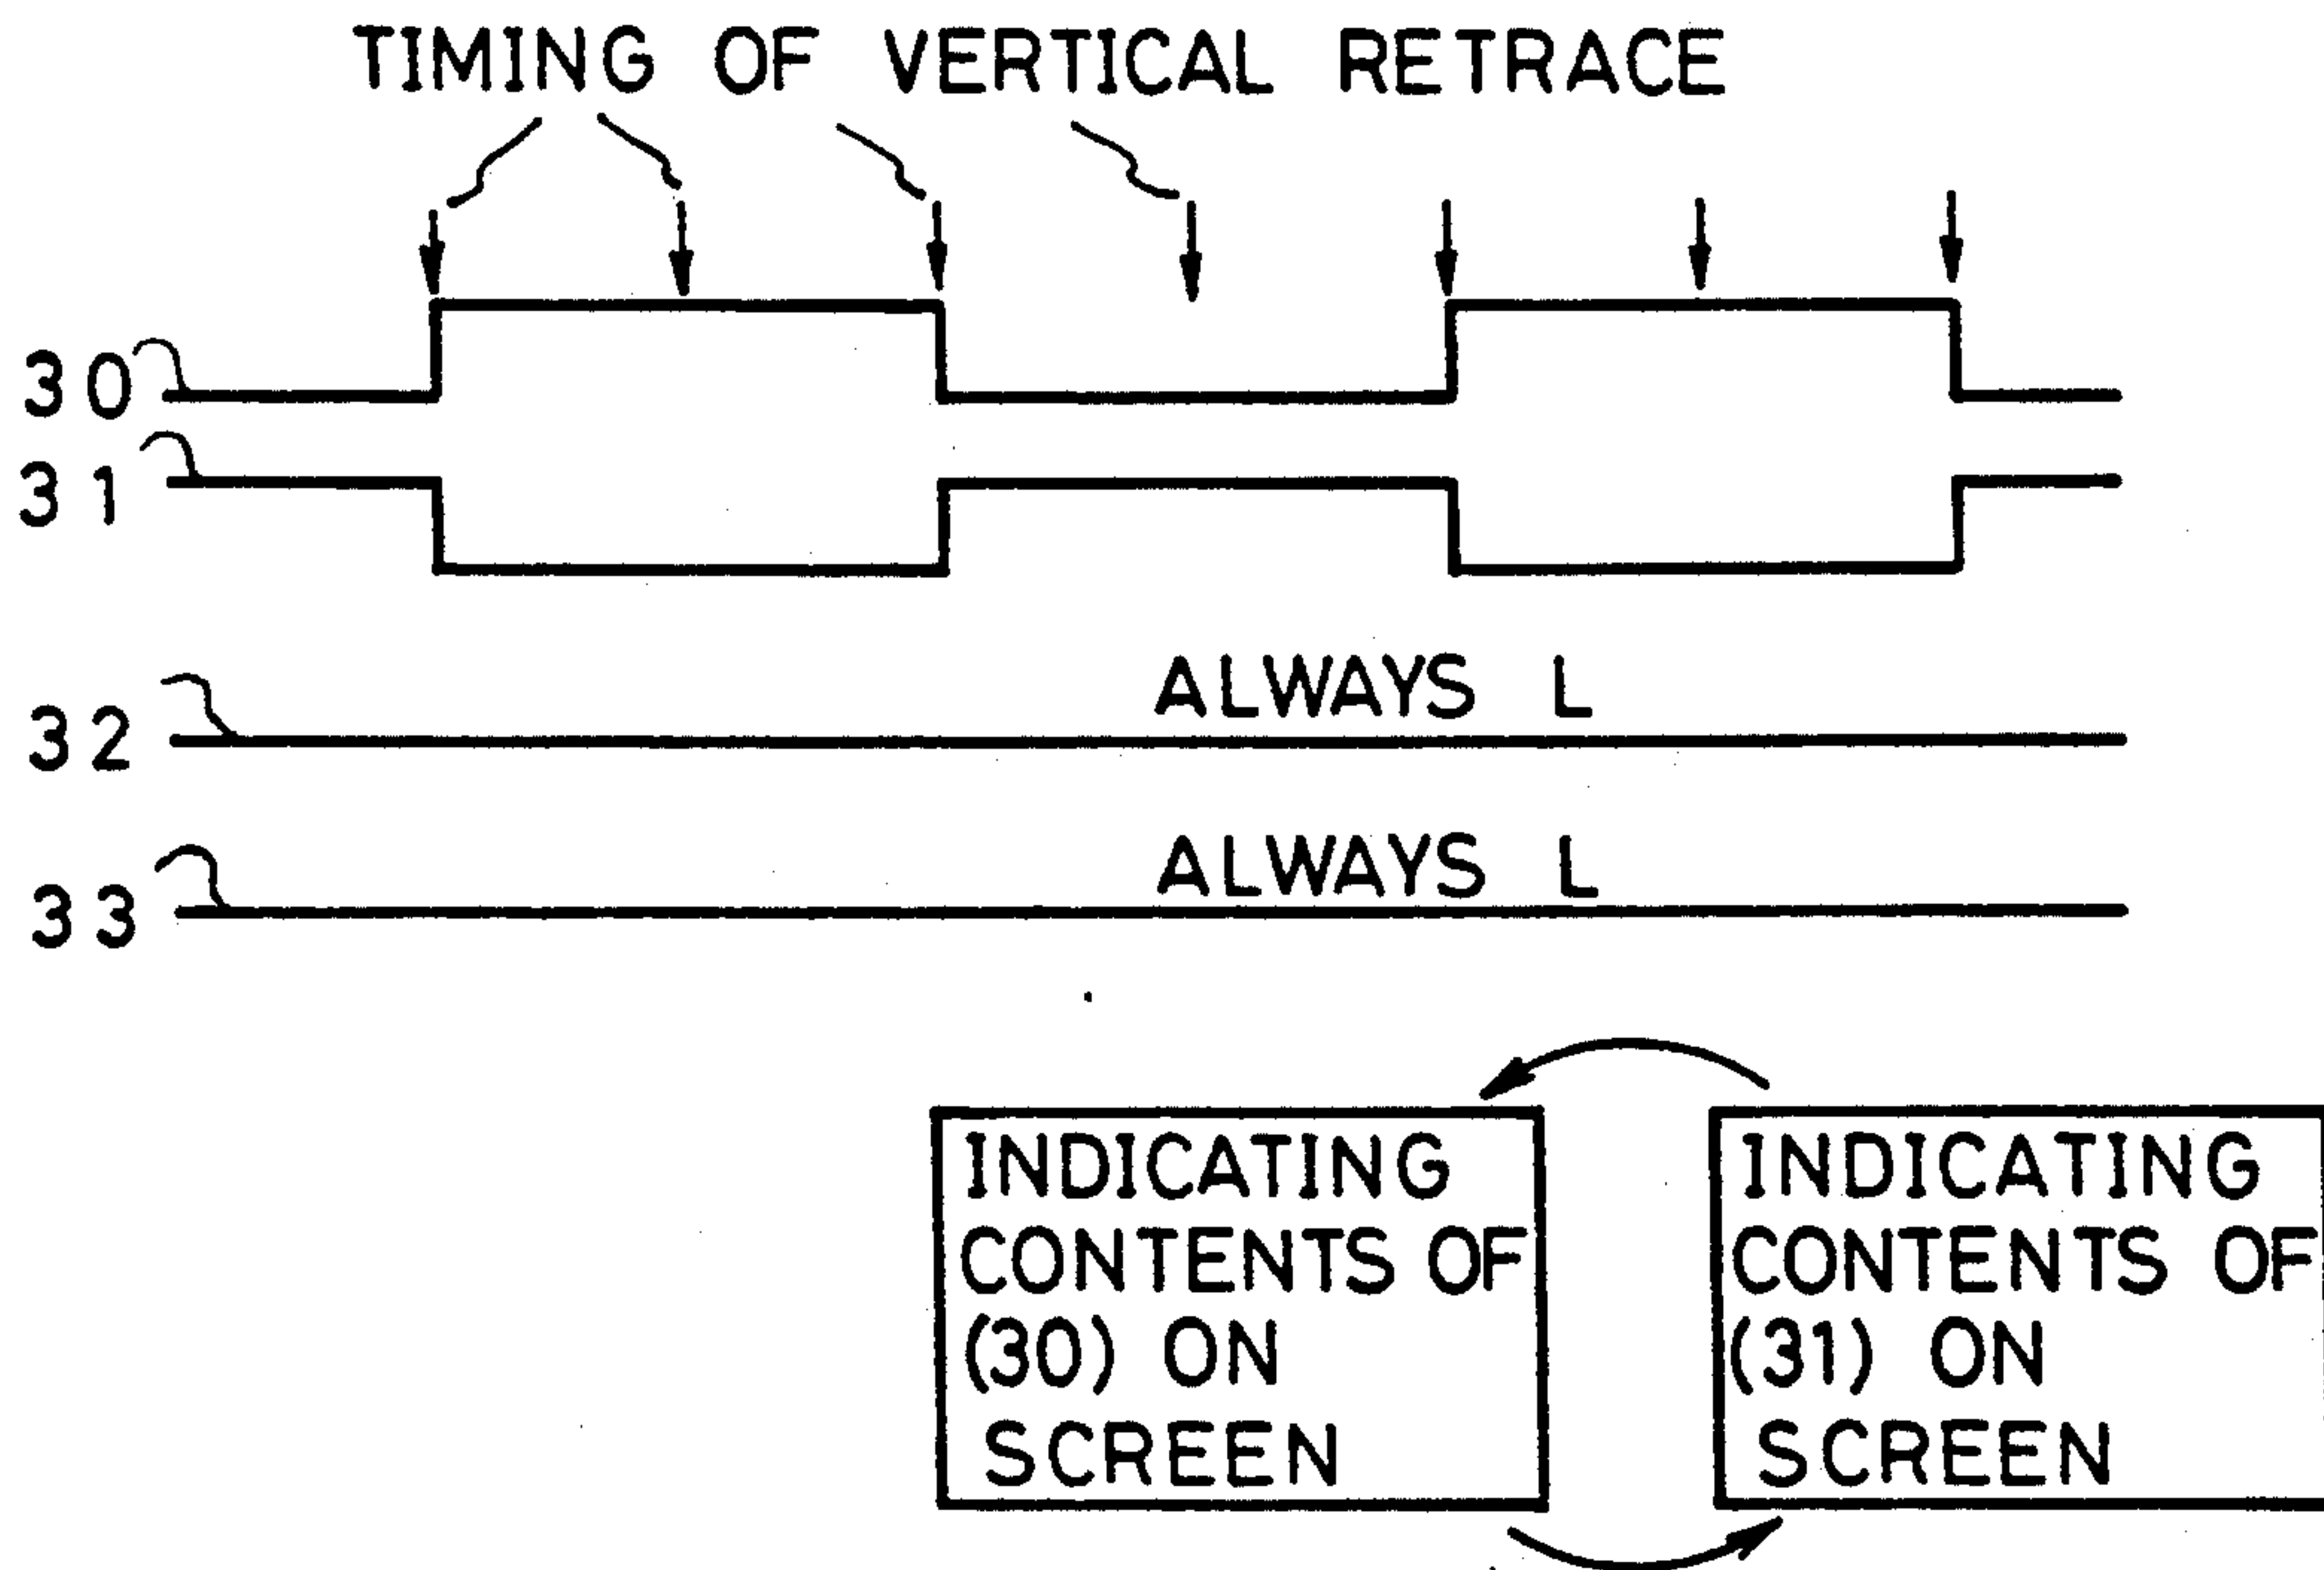 TIMING OF VERTICAL RETRACE
30
31
ALWAYS L
32
ALWAYS L
33
INDICATING
CONTENTS OF
(30) ON
SCREEN
INDICATING
CONTENTS OF
(31) ON
SCREEN